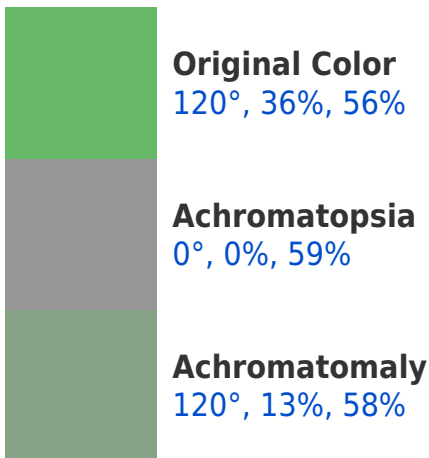 Original Color
120°, 36%, 56%
Achromatopsia
0°, 0%, 59%
Achromatomaly
120°, 13%, 58%